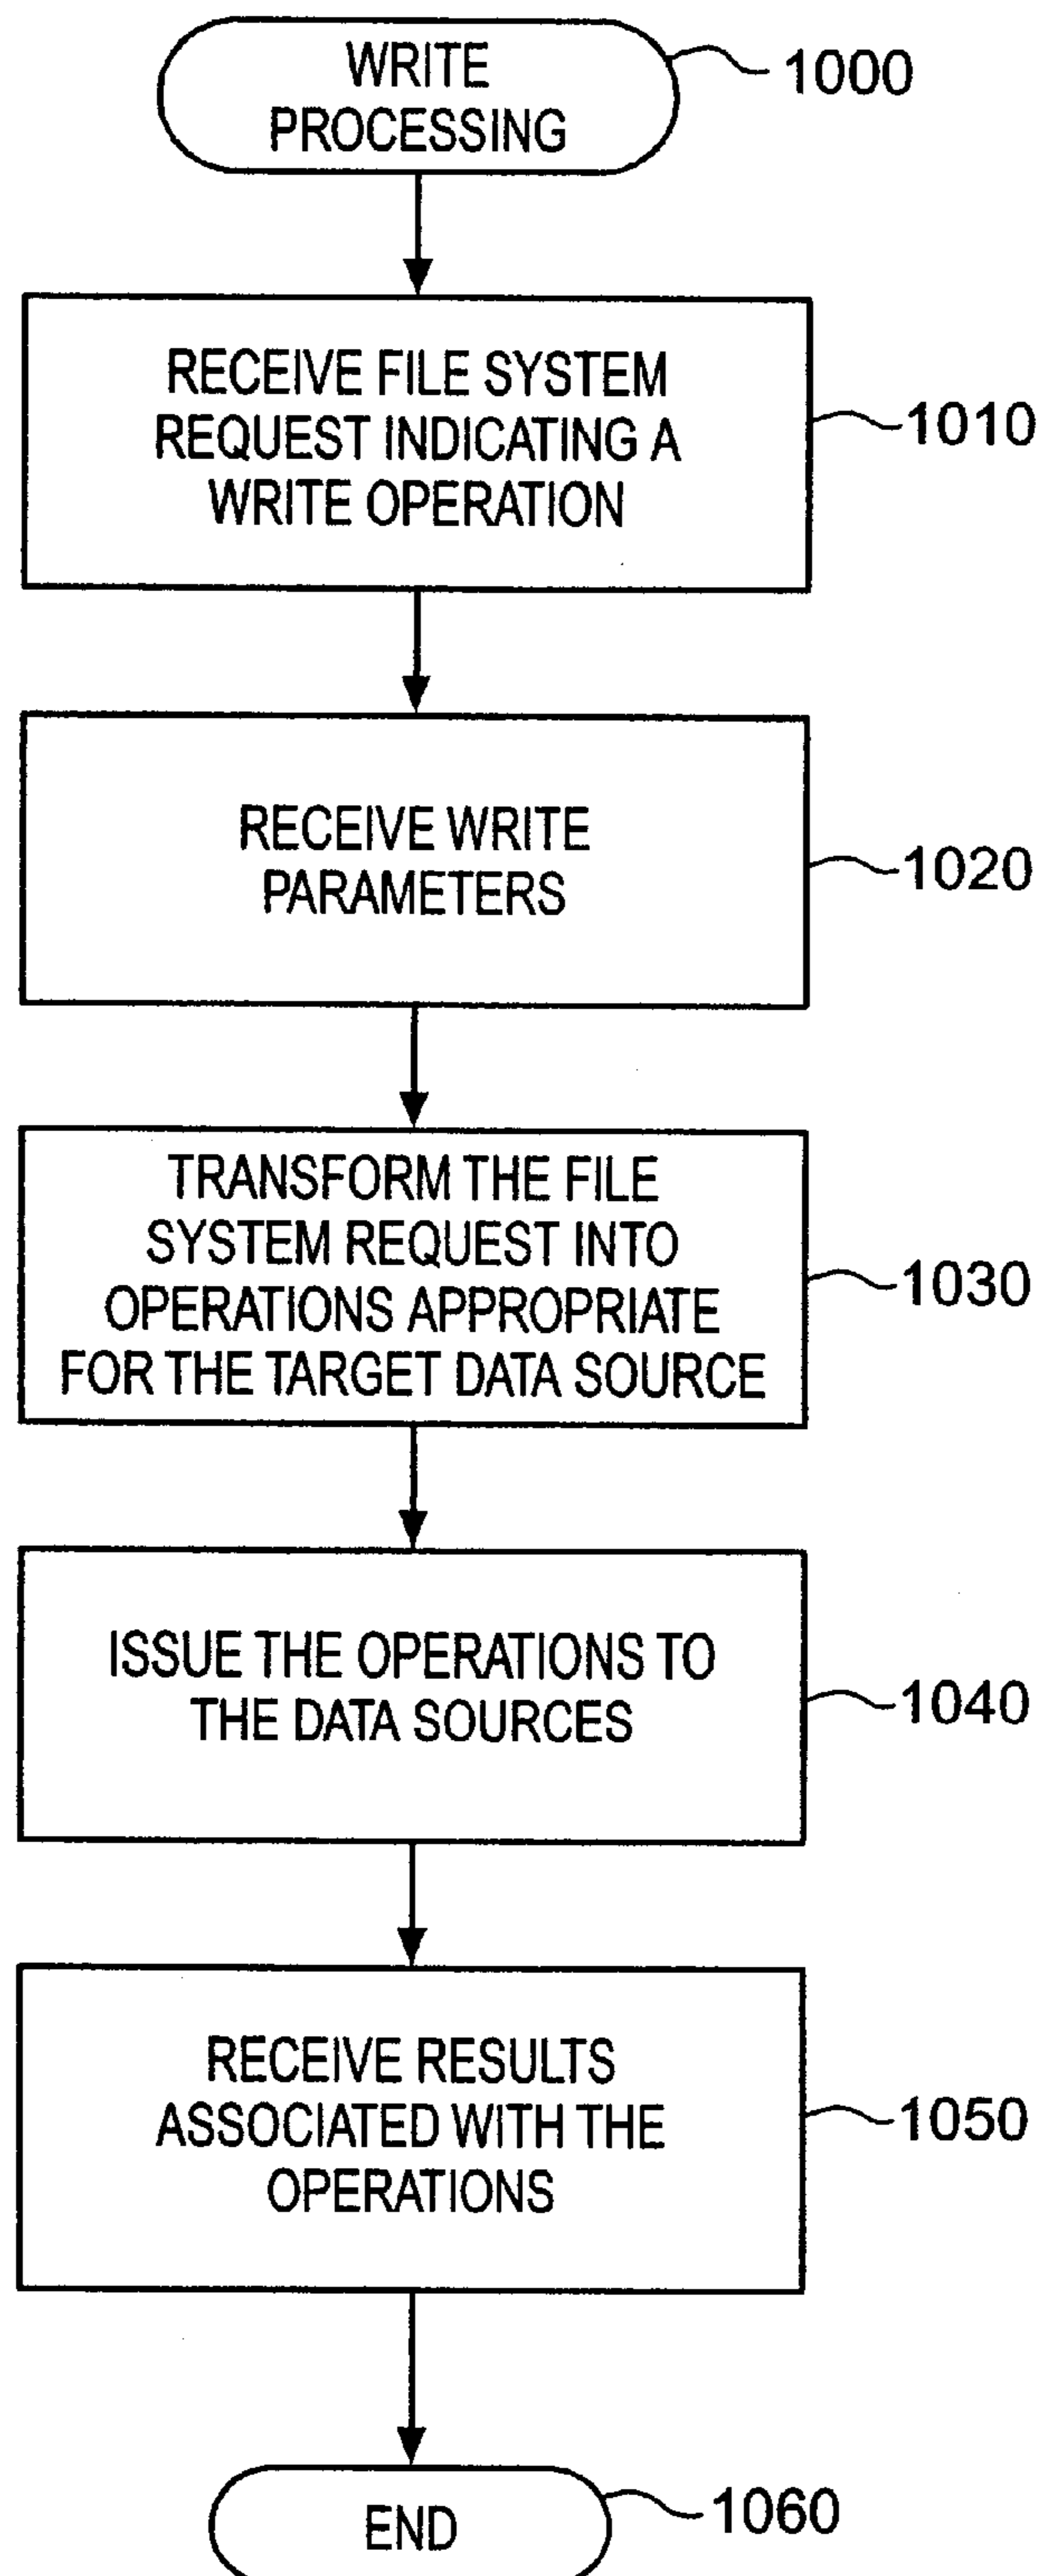 WRITE
PROCESSING
1000
RECEIVE FILE SYSTEM
REQUEST INDICATING A
WRITE OPERATION
1010
RECEIVE WRITE
PARAMETERS
1020
TRANSFORM THE FILE
SYSTEM REQUEST INTO
OPERATIONS APPROPRIATE
FOR THE TARGET DATA SOURCE
1030
ISSUE THE OPERATIONS TO
THE DATA SOURCES
1040
RECEIVE RESULTS
ASSOCIATED WITH THE
OPERATIONS
1050
END
1060